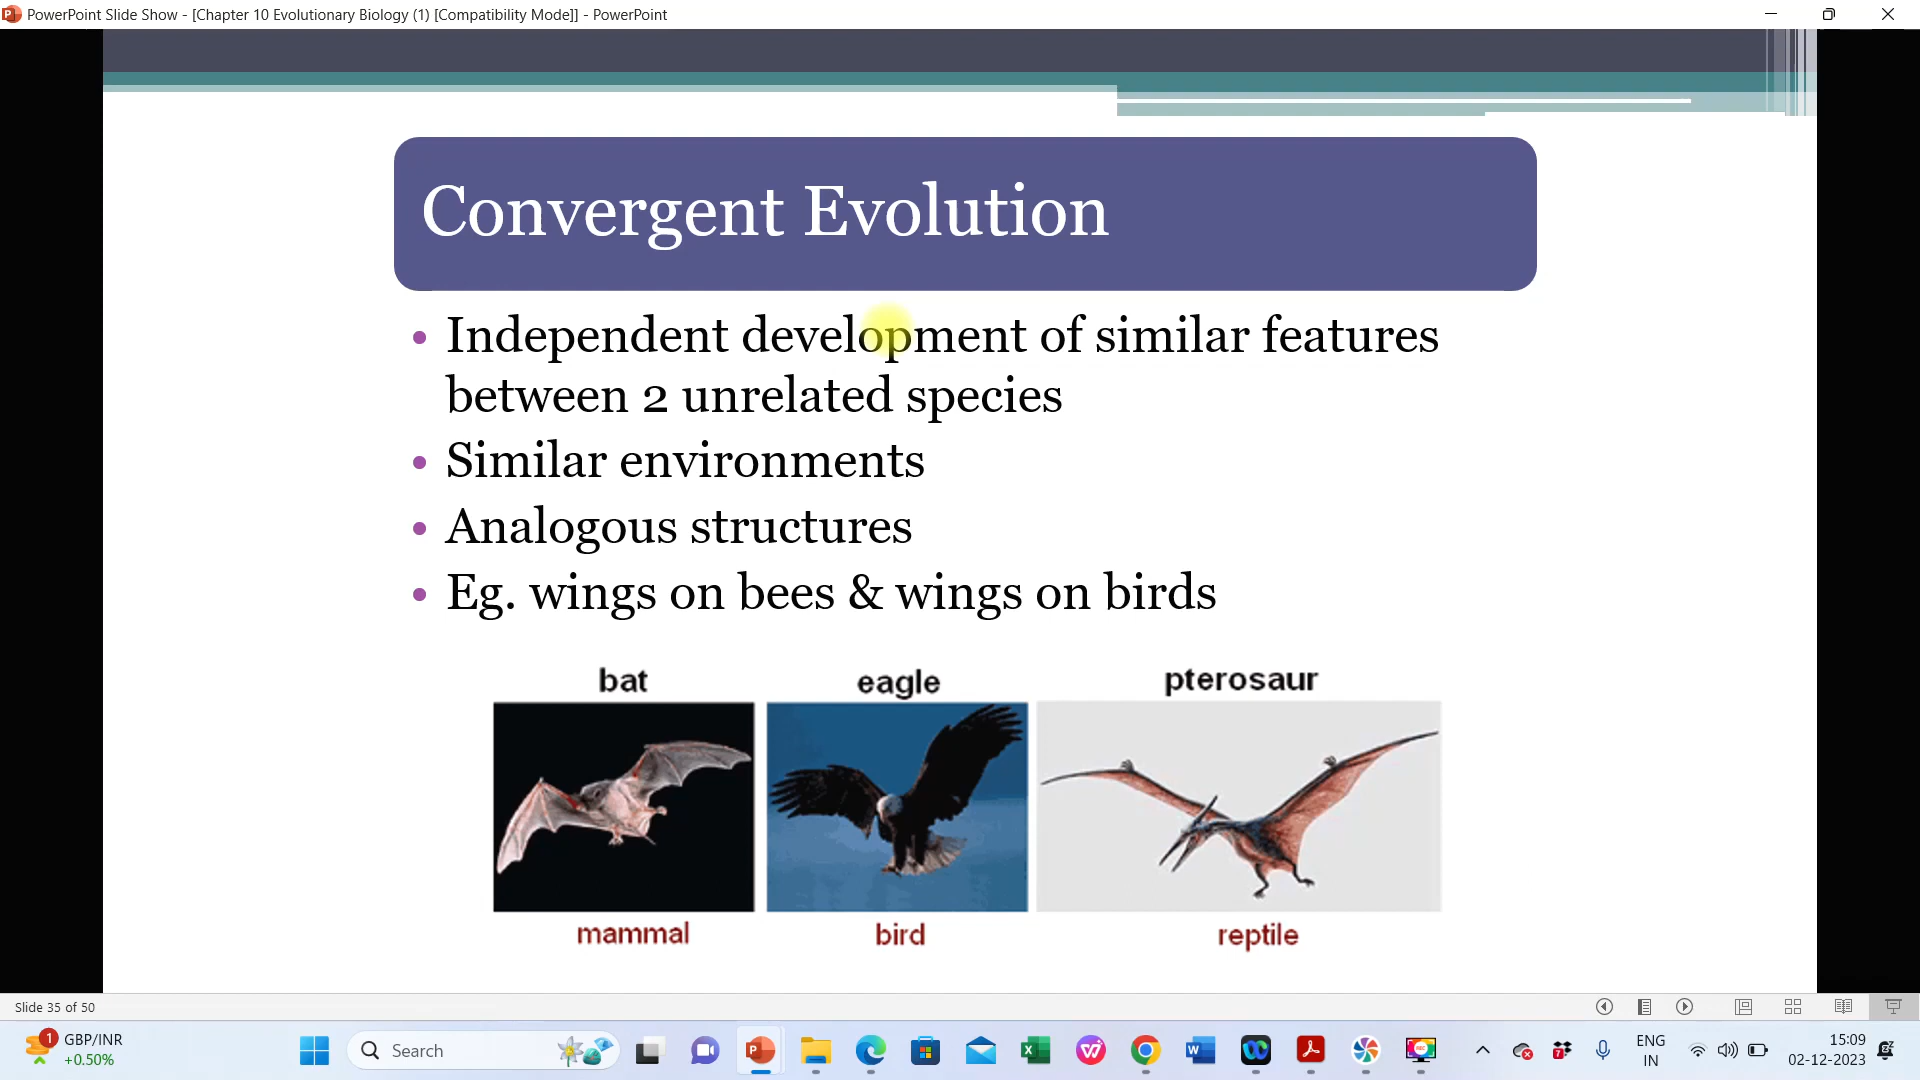 PowerPoint Slide Show - [Chapter 10 Evolutionary Biology (1) [Compatibility Mode]] - PowerPoint
Convergent Evolution
• Independent development of similar features
between 2 unrelated species
• Similar environments
• Analogous structures
• Eg. wings on bees & wings on birds
bat eagle pterosaur
mammal bird reptile
Slide 35 of 50
1 GBP/INR
+0.50%
Search
ENG
IN
15:09
02-12-2023